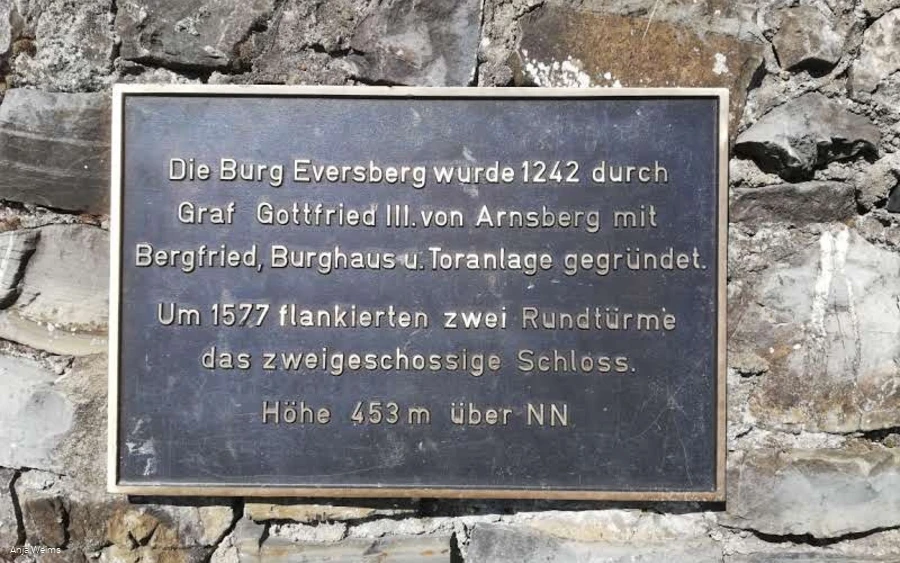 Die Burg Eversberg wurde 1242 durch
Graf Gottfried III. von Arnsberg mit
Bergfried, Burghaus u. Toranlage gegründet.
Um 1577 flankierten zwei Rundtürme
das zweigeschossige Schloss.
Höhe 453 m über NN
Anja Welms